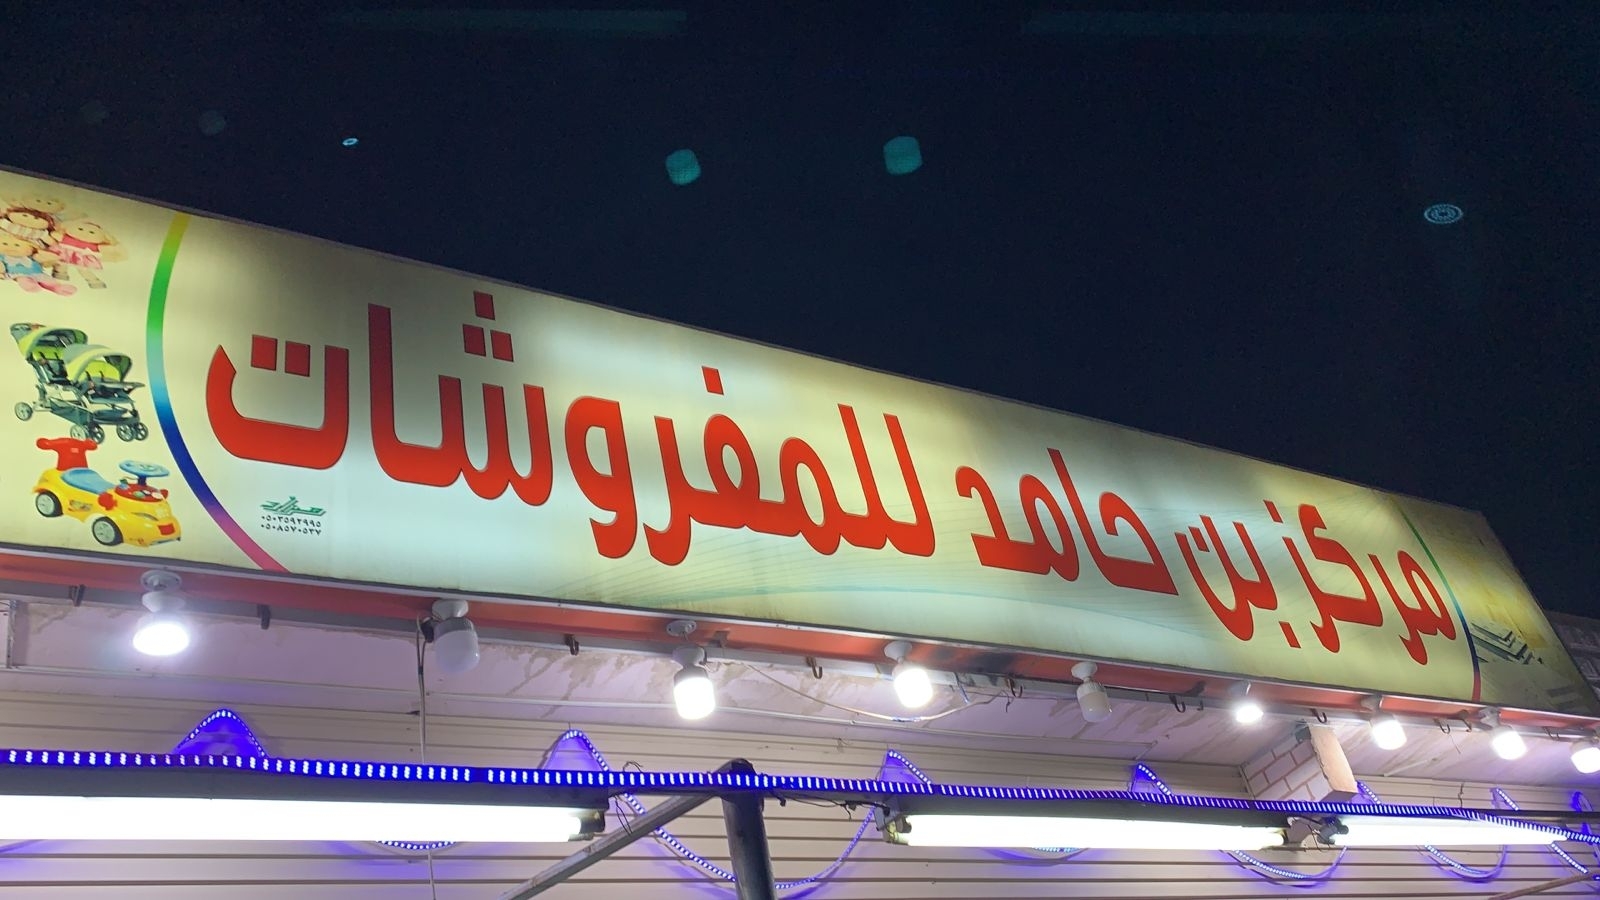 مركز بن حامد للمفروشات